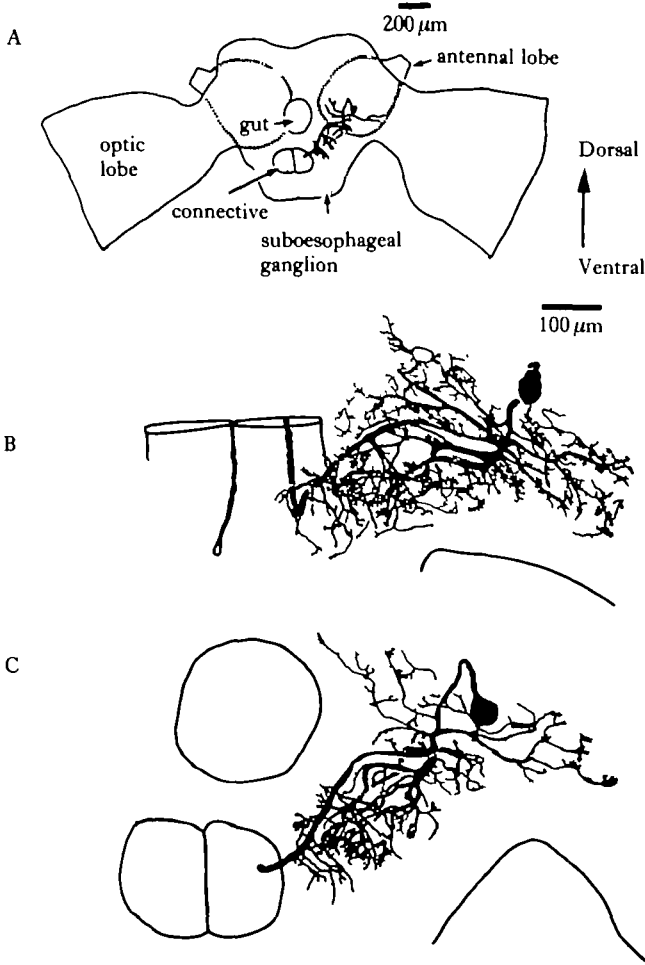 A
200 μm
antennal lobe
gut
optic
lobe
connective
suboesophageal
ganglion
Dorsal
Ventral
100 μm
B
C